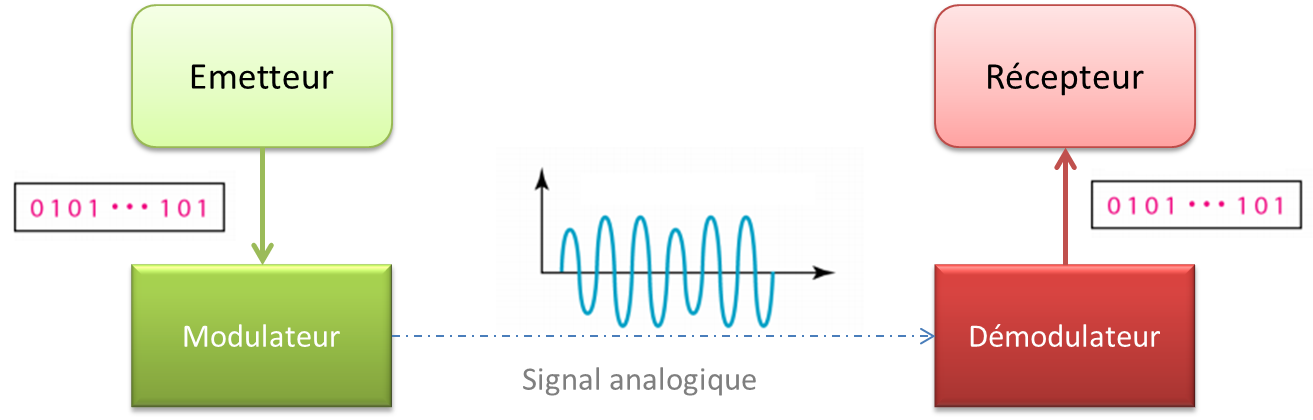 Emetteur
Récepteur
0101 ••• 101
0101 ••• 101
Modulateur
Démodulateur
Signal analogique